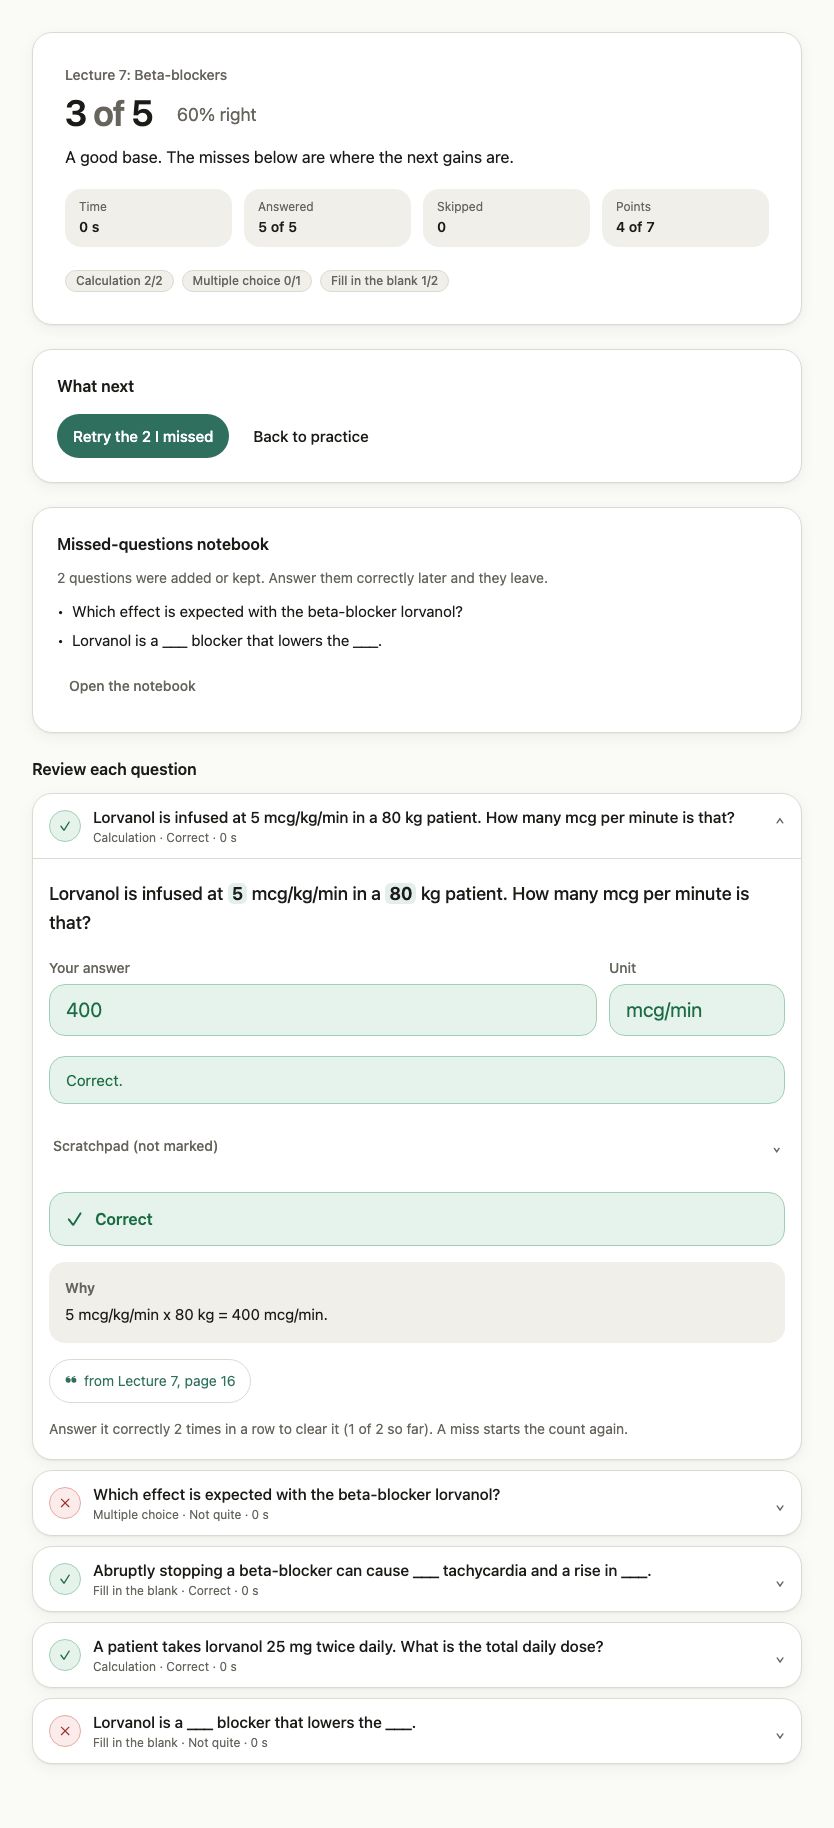 Lecture 7: Beta-blockers
3 of 5 60% right
A good base. The misses below are where the next gains are.
Time Answered Skipped Points
0 s 5 of 5 0 4 of 7
Calculation 2/2 Multiple choice 0/1 Fill in the blank 1/2
What next
Retry the 2 I missed Back to practice
Missed-questions notebook
2 questions were added or kept. Answer them correctly later and they leave.
• Which effect is expected with the beta-blocker lorvanol?
• Lorvanol is a ___ blocker that lowers the ___.
Open the notebook
Review each question
Lorvanol is infused at 5 mcg/kg/min in a 80 kg patient. How many mcg per minute is that?
Calculation · Correct · 0 s
Lorvanol is infused at 5 mcg/kg/min in a 80 kg patient. How many mcg per minute is
that?
Your answer Unit
400 mcg/min
Correct.
Scratchpad (not marked)
✓ Correct
Why
5 mcg/kg/min x 80 kg = 400 mcg/min.
❝ from Lecture 7, page 16
Answer it correctly 2 times in a row to clear it (1 of 2 so far). A miss starts the count again.
Which effect is expected with the beta-blocker lorvanol?
Multiple choice · Not quite · 0 s
Abruptly stopping a beta-blocker can cause ___ tachycardia and a rise in ___.
Fill in the blank · Correct · 0 s
A patient takes lorvanol 25 mg twice daily. What is the total daily dose?
Calculation · Correct · 0 s
Lorvanol is a ___ blocker that lowers the ___.
Fill in the blank · Not quite · 0 s